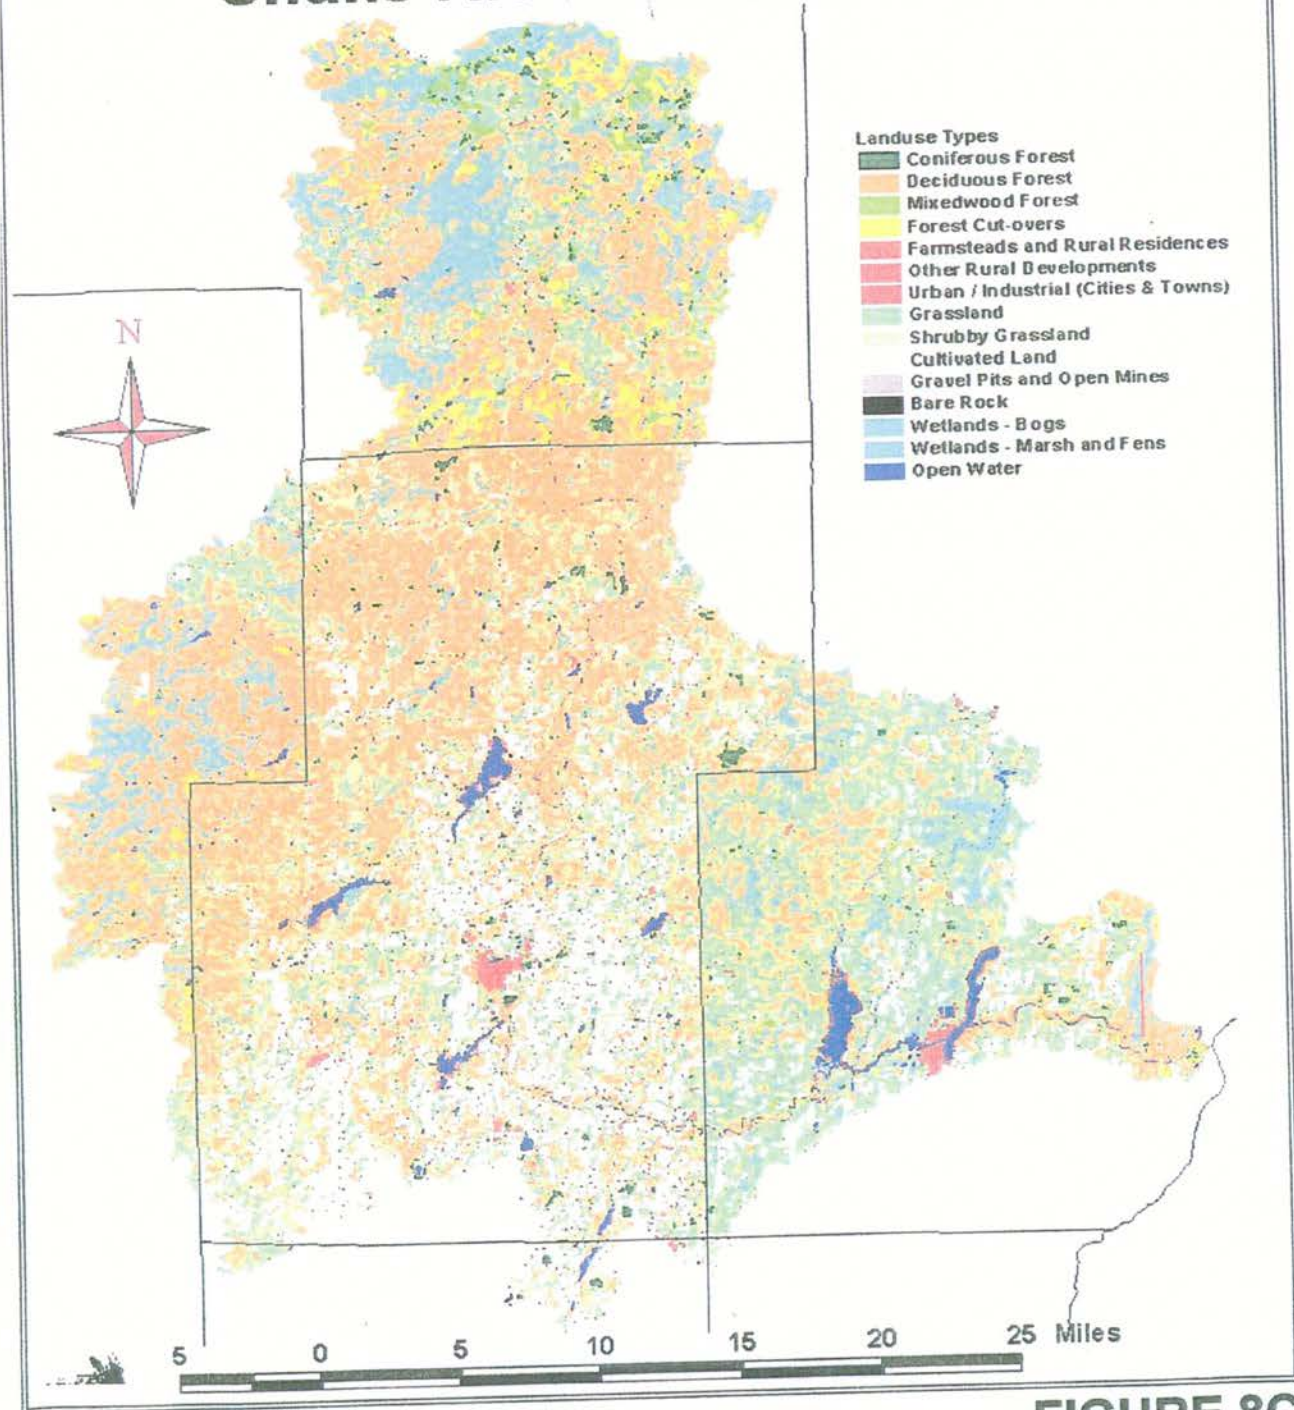 Landuse Types
Coniferous Forest
Deciduous Forest
Mixedwood Forest
Forest Cut-overs
Farmsteads and Rural Residences
Other Rural Developments
Urban / Industrial (Cities & Towns)
Grassland
Shrubby Grassland
Cultivated Land
Gravel Pits and Open Mines
Bare Rock
Wetlands - Bogs
Wetlands - Marsh and Fens
Open Water
N
5 0 5 10 15 20 25 Miles